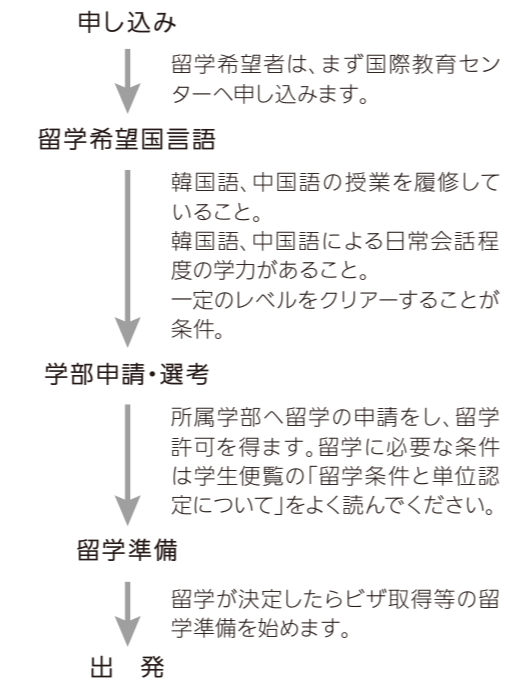 申し込み
留学希望者は、まず国際教育セン
ターへ申し込みます。
留学希望国言語
韓国語、中国語の授業を履修して
いること。
韓国語、中国語による日常会話程
度の学力があること。
一定のレベルをクリアーすることが
条件。
学部申請・選考
所属学部へ留学の申請をし、留学
許可を得ます。留学に必要な条件
は学生便覧の「留学条件と単位認
定について」をよく読んでください。
留学準備
留学が決定したらビザ取得等の留
学準備を始めます。
出　発